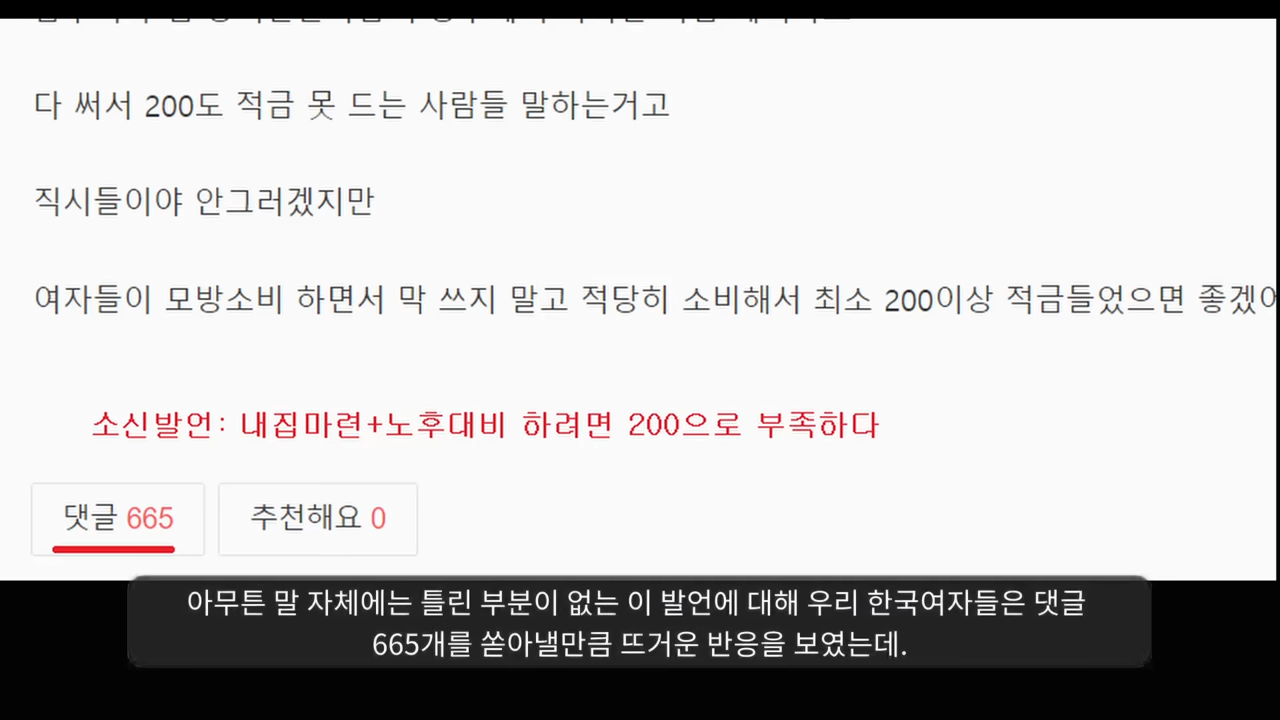 다 써서 200도 적금 못 드는 사람들 말하는거고
직시들이야 안그러겠지만
여자들이 모방소비 하면서 막 쓰지 말고 적당히 소비해서 최소 200이상 적금들었으면 좋겠어
소신발언: 내집마련+노후대비 하려면 200으로 부족하다
댓글 665 추천해요 0
아무튼 말 자체에는 틀린 부분이 없는 이 발언에 대해 우리 한국여자들은 댓글
665개를 쏟아낼만큼 뜨거운 반응을 보였는데.